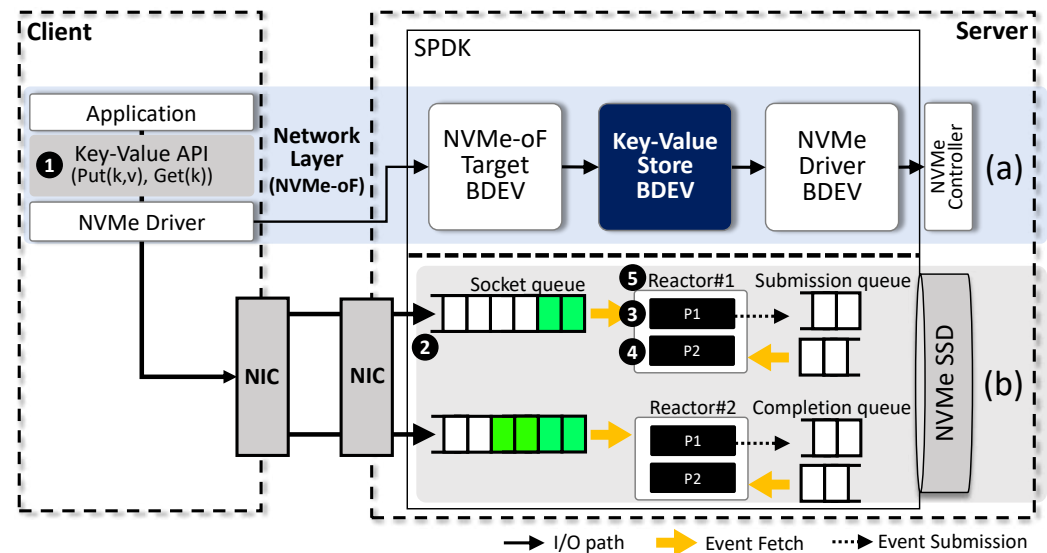 Client
Server
SPDK
Application
1
Key-Value API
(Put(k,v), Get(k))
NVMe Driver
Network
Layer
(NVMe-oF)
NVMe-oF
Target
BDEV
Key-Value
Store
BDEV
NVMe
Driver
BDEV
NVMe
Controller
(a)
Socket queue
5
Reactor#1
Submission queue
2
3
P1
4
P2
NIC
NIC
Reactor#2
Completion queue
P1
P2
NVMe SSD
(b)
I/O path
Event Fetch
Event Submission